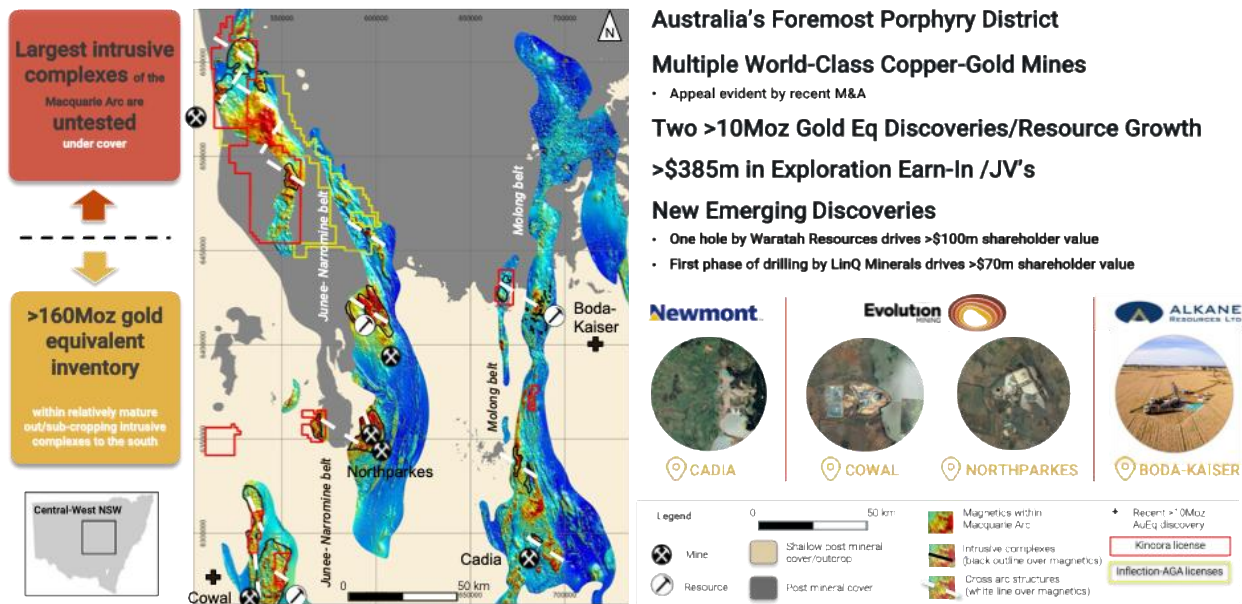 Largest intrusive
complexes of the
Macquarie Arc are
untested
under cover
>160Moz gold
equivalent
inventory
within relatively mature
out/sub-cropping intrusive
complexes to the south
Central-West NSW
550000
600000
650000
700000
N
Junee- Narromine belt
Molong belt
Boda-
Kaiser
Molong belt
Northparkes
Junee- Narromine belt
Cadia
Cowal
0
50 km
Australia's Foremost Porphyry District
Multiple World-Class Copper-Gold Mines
• Appeal evident by recent M&A
Two >10Moz Gold Eq Discoveries/Resource Growth
>$385m in Exploration Earn-In /JV's
New Emerging Discoveries
• One hole by Waratah Resources drives >$100m shareholder value
• First phase of drilling by LinQ Minerals drives >$70m shareholder value
Newmont
Evolution
MINING
ALKANE
RESOURCES LTD
CADIA
COWAL
NORTHPARKES
BODA-KAISER
Legend
Mine
Resource
0
50 km
Shallow post mineral
cover/outcrop
Post mineral cover
Magnetics within
Macquarie Arc
Intrusive complexes
(black outline over magnetics)
Cross arc structures
(white line over magnetics)
Recent >10Moz
AuEq discovery
Kincora license
Inflection-AGA licenses